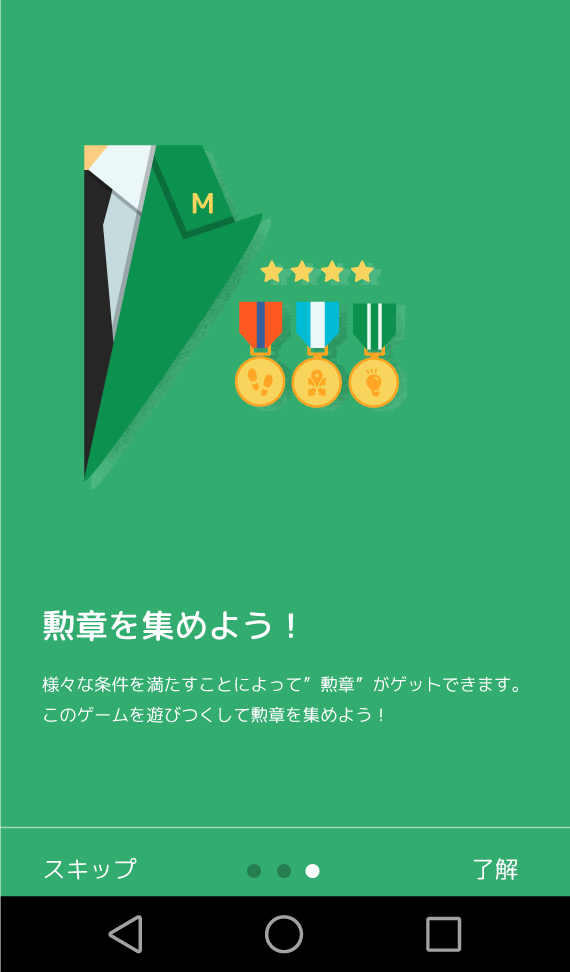 M
勲章を集めよう！
様々な条件を満たすことによって”勲章”がゲットできます。
このゲームを遊びつくして勲章を集めよう！
スキップ
了解